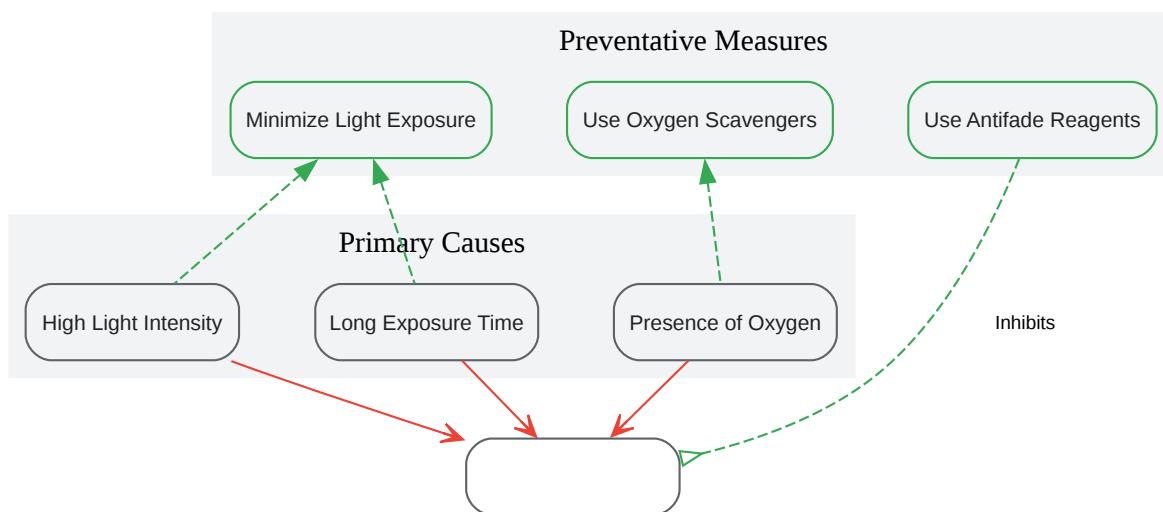 Preventative Measures
Minimize Light Exposure
Use Oxygen Scavengers
Use Antifade Reagents
Primary Causes
High Light Intensity
Long Exposure Time
Presence of Oxygen
Inhibits